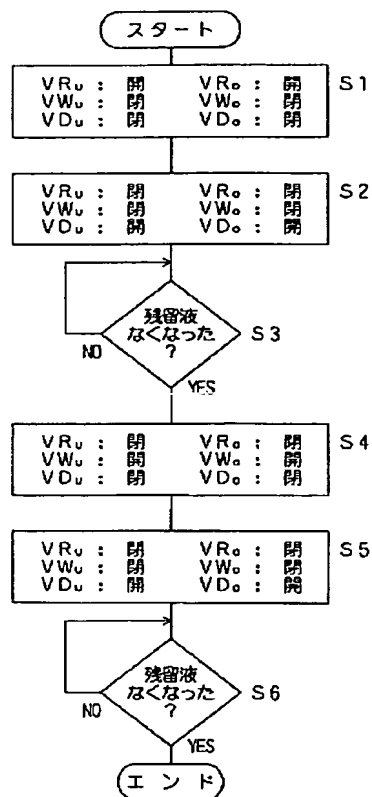 スタート
VRu : 開 VRo : 開 S1
VWu : 閉 VWo : 閉
VDu : 閉 VDo : 閉
VRu : 閉 VRo : 閉 S2
VWu : 閉 VWo : 閉
VDu : 開 VDo : 開
残留液
なくなった S3
?
NO
YES
VRu : 閉 VRo : 閉 S4
VWu : 開 VWo : 開
VDu : 閉 VDo : 閉
VRu : 閉 VRo : 閉 S5
VWu : 閉 VWo : 閉
VDu : 開 VDo : 開
残留液
なくなった S6
?
NO
YES
エンド